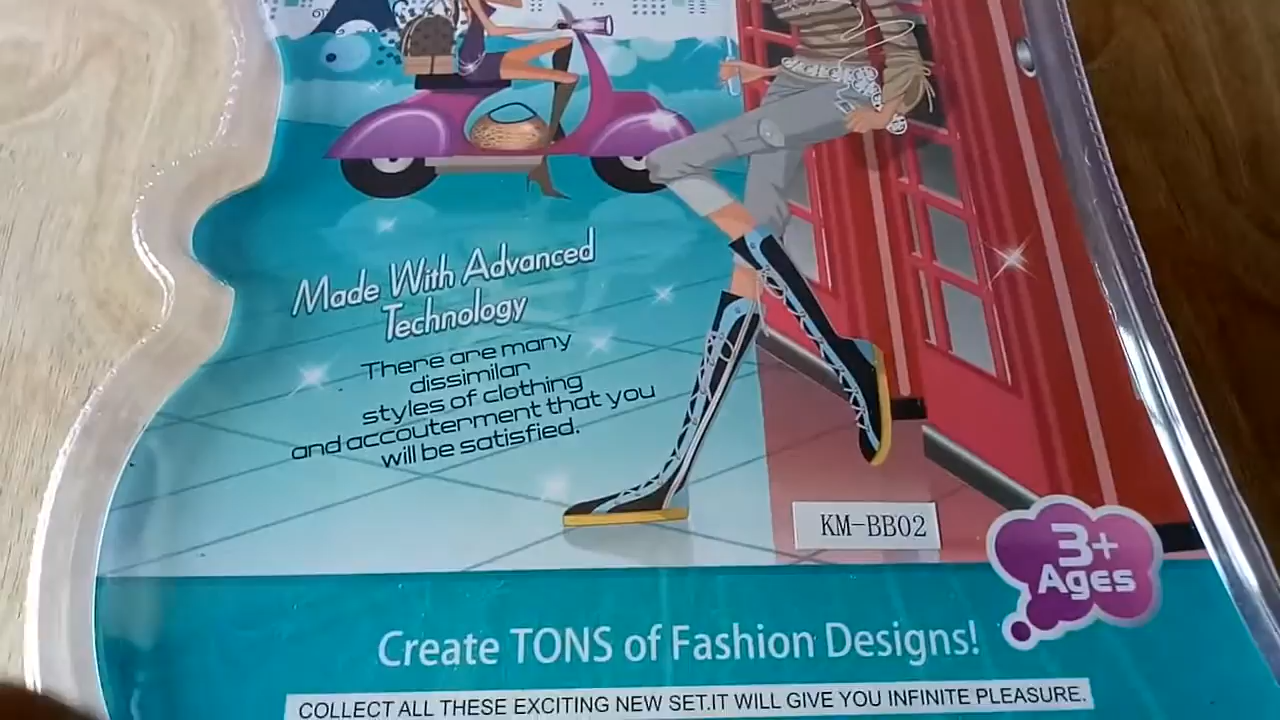 Made With Advanced
Technology
There are many
dissimilar
styles of clothing
and accouterment that you
will be satisfied.
KM-BB02
3+
Ages
Create TONS of Fashion Designs!
COLLECT ALL THESE EXCITING NEW SET.IT WILL GIVE YOU INFINITE PLEASURE.